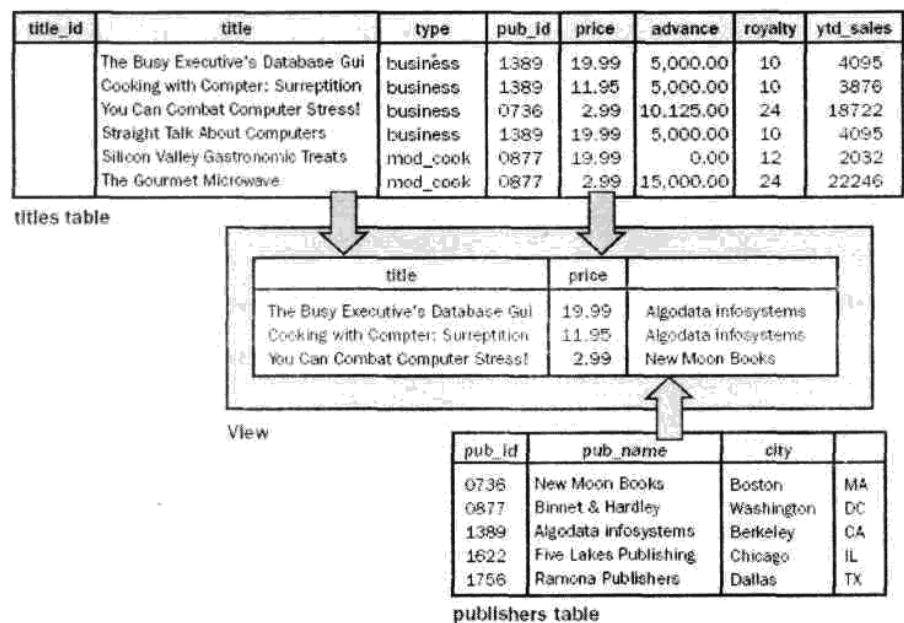 title_id title type pub_id price advance royalty ytd_sales
The Busy Executive's Database Gui business 1389 19.99 5,000.00 10 4095
Cooking with Compter: Surreptition business 1389 11.95 5,000.00 10 3876
You Can Combat Computer Stress! business 0736 2.99 10.125.00 24 18722
Straight Talk About Computers business 1389 19.99 5,000.00 10 4095
Silicon Valley Gastronomic Treats mod_cook 0877 19.99 0.00 12 2032
The Gourmet Microwave mod_cook 0877 2.99 15,000.00 24 22246
titles table
title price
The Busy Executive's Database Gui 19.99 Algodata infosystems
Cooking with Compter: Surreptition 11.95 Algodata infosystems
You Can Combat Computer Stress! 2.99 New Moon Books
View
pub_id pub_name city
0736 New Moon Books Boston MA
0877 Binnet & Hardley Washington DC
1389 Algodata infosystems Berkeley CA
1622 Five Lakes Publishing Chicago IL
1756 Ramona Publishers Dallas TX
publishers table